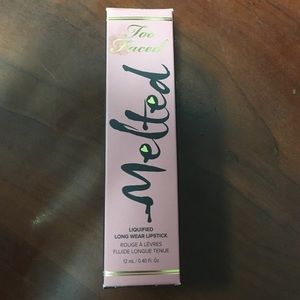 Too
Faced
Melted
LIQUIFIED
LONG WEAR LIPSTICK
ROUGE À LÈVRES
FLUIDE LONGUE TENUE
12 mL / 0.40 Fl. Oz